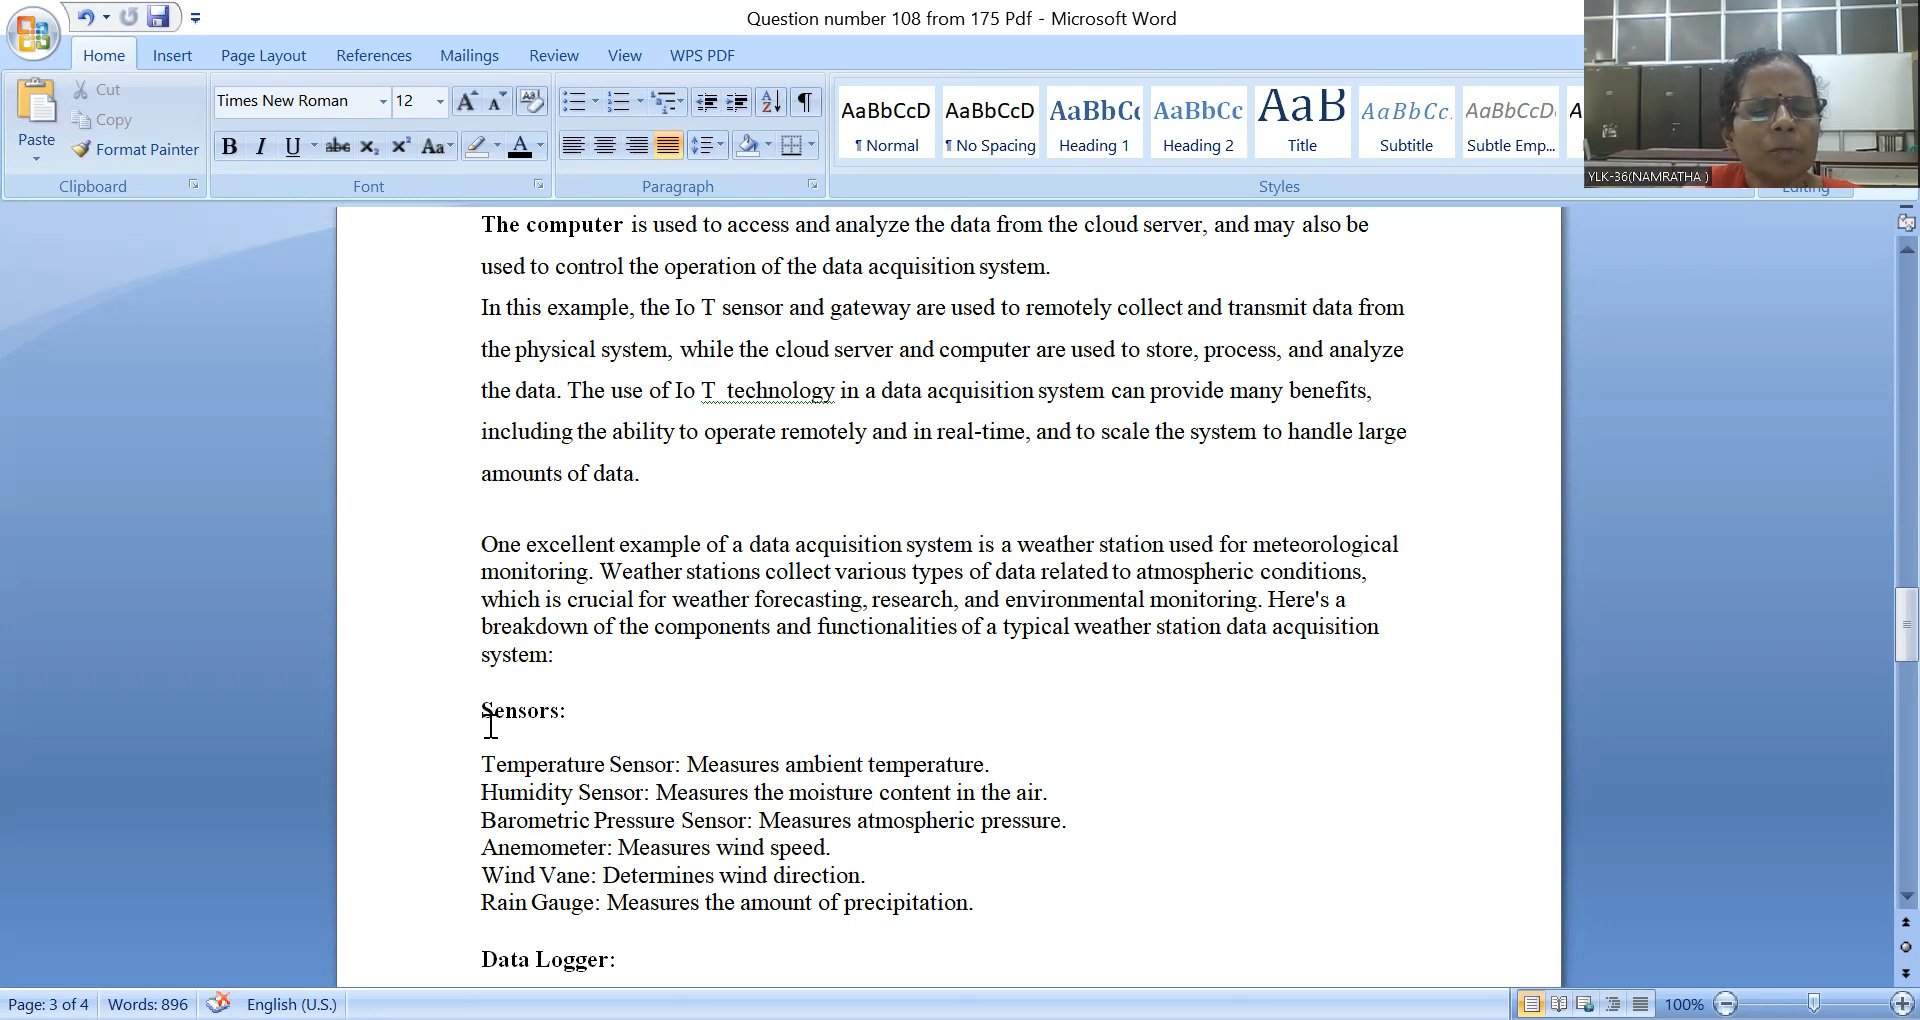 Question number 108 from 175 Pdf - Microsoft Word
Home Insert Page Layout References Mailings Review View WPS PDF
Paste
Cut
Copy
Format Painter
Clipboard
Times New Roman 12
B I U abc X₂ X² Aa A
Font
Paragraph
AaBbCcD AaBbCcD AaBbCc AaBbCc AaB AaBbCc. AaBbCcD
¶ Normal ¶ No Spacing Heading 1 Heading 2 Title Subtitle Subtle Emp...
Styles
Editing
YLK-36(NAMRATHA )
The computer is used to access and analyze the data from the cloud server, and may also be
used to control the operation of the data acquisition system.
In this example, the Io T sensor and gateway are used to remotely collect and transmit data from
the physical system, while the cloud server and computer are used to store, process, and analyze
the data. The use of Io T  technology in a data acquisition system can provide many benefits,
including the ability to operate remotely and in real-time, and to scale the system to handle large
amounts of data.
One excellent example of a data acquisition system is a weather station used for meteorological
monitoring. Weather stations collect various types of data related to atmospheric conditions,
which is crucial for weather forecasting, research, and environmental monitoring. Here's a
breakdown of the components and functionalities of a typical weather station data acquisition
system:
Sensors:
Temperature Sensor: Measures ambient temperature.
Humidity Sensor: Measures the moisture content in the air.
Barometric Pressure Sensor: Measures atmospheric pressure.
Anemometer: Measures wind speed.
Wind Vane: Determines wind direction.
Rain Gauge: Measures the amount of precipitation.
Data Logger:
Page: 3 of 4 Words: 896 English (U.S.) 100%